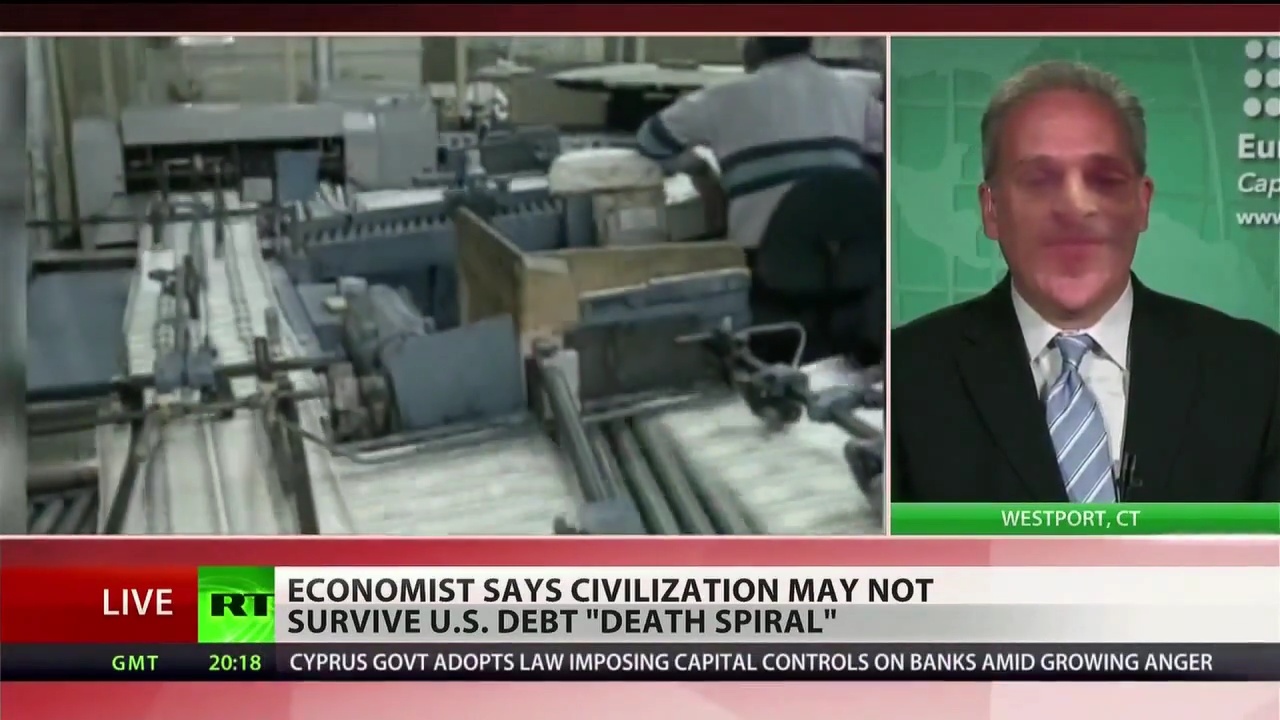 Eur
Cap
www
WESTPORT, CT
LIVE
RT
ECONOMIST SAYS CIVILIZATION MAY NOT
SURVIVE U.S. DEBT "DEATH SPIRAL"
GMT
20:18
CYPRUS GOVT ADOPTS LAW IMPOSING CAPITAL CONTROLS ON BANKS AMID GROWING ANGER